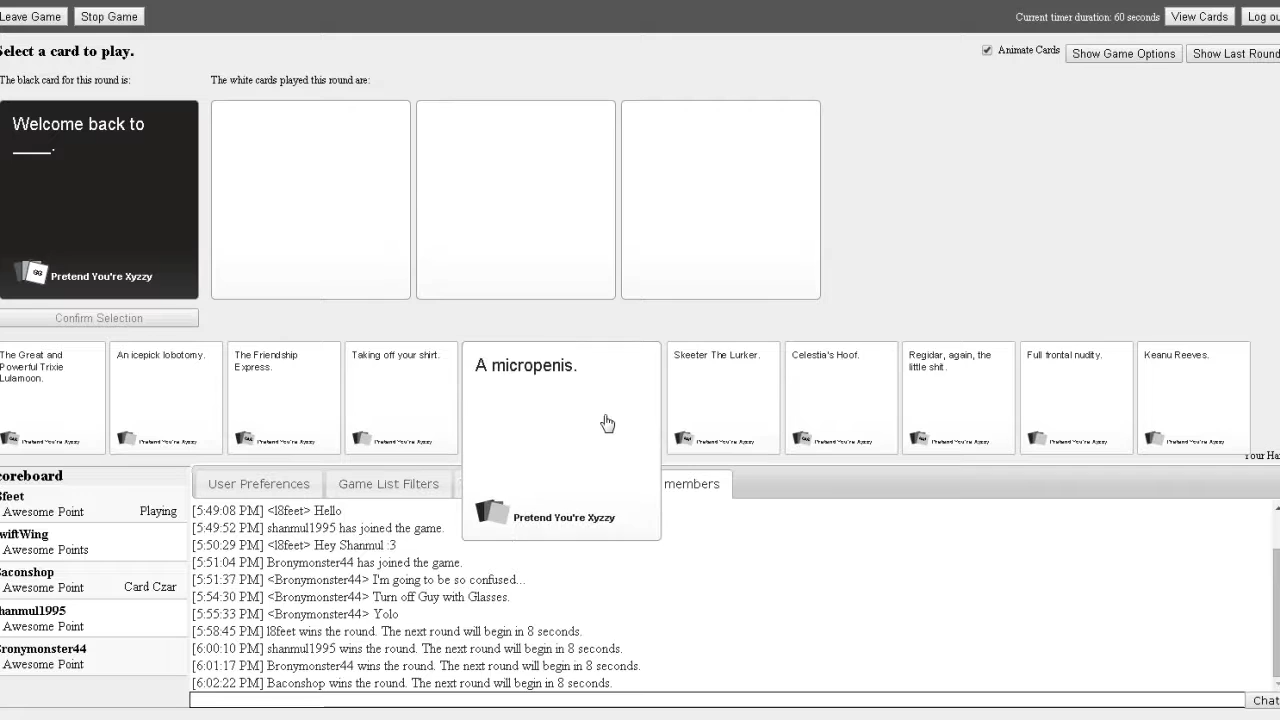 Leave Game
Stop Game
Current timer duration: 60 seconds
View Cards
Log ou
Select a card to play.
Animate Cards
Show Game Options
Show Last Round
The black card for this round is:
The white cards played this round are:
Welcome back to
____.
GG Pretend You're Xyzzy
Confirm Selection
The Great and
Powerful Trixie
Lulamoon.
Pretend You're Xyzzy
An icepick lobotomy.
Pretend You're Xyzzy
The Friendship
Express.
Pretend You're Xyzzy
Taking off your shirt.
Pretend You're Xyzzy
A micropenis.
Pretend You're Xyzzy
Skeeter The Lurker.
Pretend You're Xyzzy
Celestia's Hoof.
Pretend You're Xyzzy
Regidar, again, the
little shit.
Pretend You're Xyzzy
Full frontal nudity.
Pretend You're Xyzzy
Keanu Reeves.
Pretend You're Xyzzy
Your Ha
coreboard
8feet
Awesome Point
Playing
wiftWing
Awesome Points
Baconshop
Awesome Point
Card Czar
hanmul1995
Awesome Point
Bronymonster44
Awesome Point
User Preferences
Game List Filters
members
[5:49:08 PM] <l8feet> Hello
[5:49:52 PM] shanmul1995 has joined the game.
[5:50:29 PM] <l8feet> Hey Shanmul :3
[5:51:04 PM] Bronymonster44 has joined the game.
[5:51:37 PM] <Bronymonster44> I'm going to be so confused...
[5:54:30 PM] <Bronymonster44> Turn off Guy with Glasses.
[5:55:33 PM] <Bronymonster44> Yolo
[5:58:45 PM] l8feet wins the round. The next round will begin in 8 seconds.
[6:00:10 PM] shanmul1995 wins the round. The next round will begin in 8 seconds.
[6:01:17 PM] Bronymonster44 wins the round. The next round will begin in 8 seconds.
[6:02:22 PM] Baconshop wins the round. The next round will begin in 8 seconds.
Chat